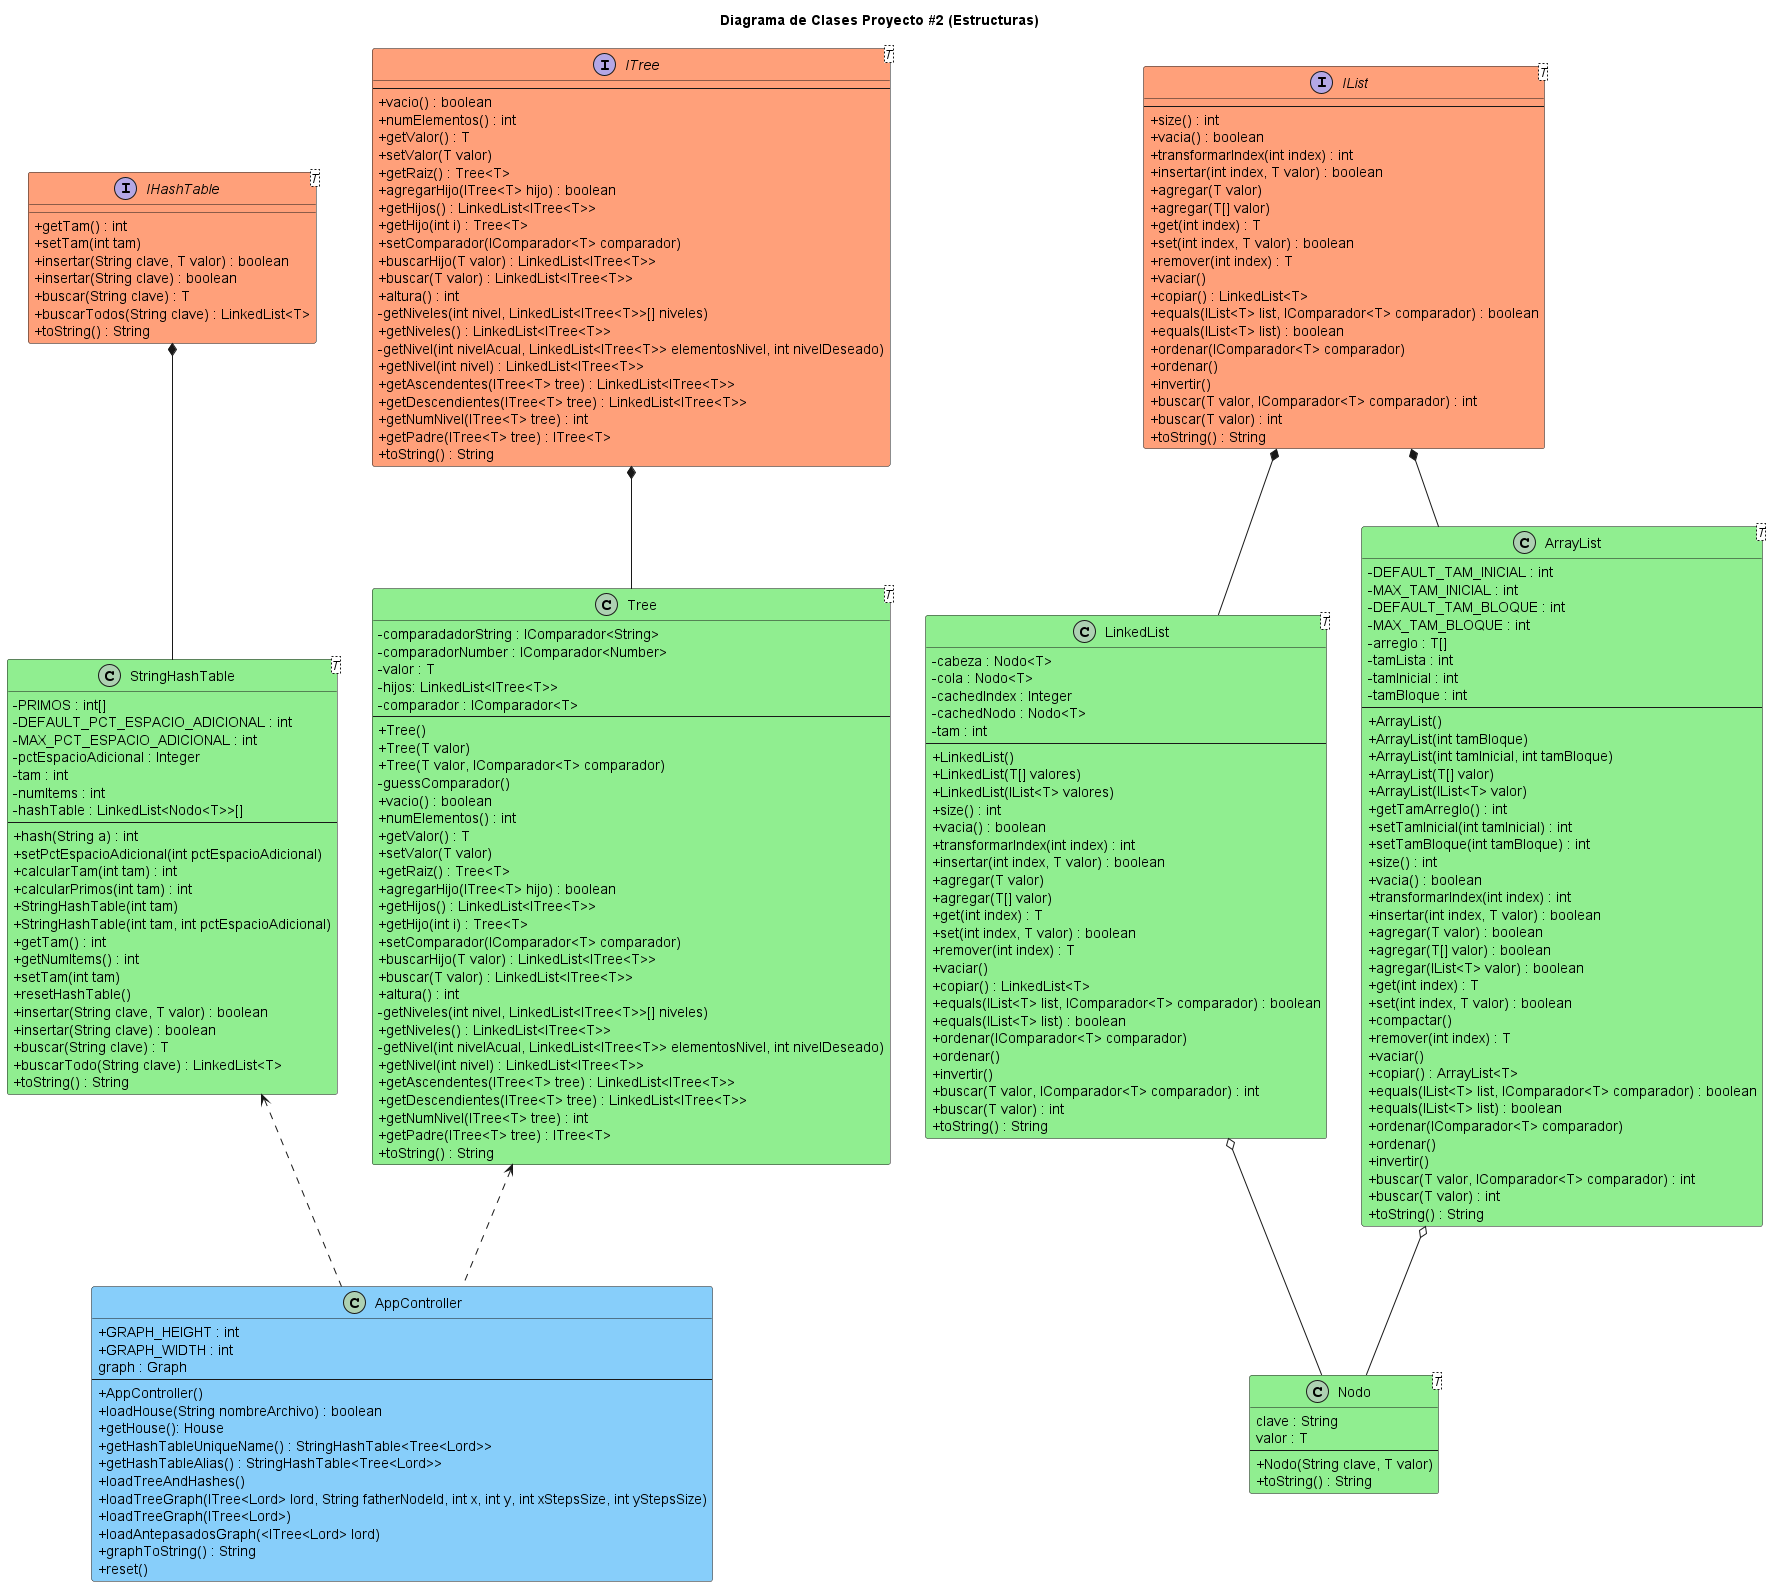 Diagrama de Clases Proyecto #2 (Estructuras)
I IHashTable
T
+getTam() : int
+setTam(int tam)
+insertar(String clave, T valor) : boolean
+insertar(String clave) : boolean
+buscar(String clave) : T
+buscarTodos(String clave) : LinkedList<T>
+toString() : String
I ITree
T
+vacio() : boolean
+numElementos() : int
+getValor() : T
+setValor(T valor)
+getRaiz() : Tree<T>
+agregarHijo(ITree<T> hijo) : boolean
+getHijos() : LinkedList<ITree<T>>
+getHijo(int i) : Tree<T>
+setComparador(IComparador<T> comparador)
+buscarHijo(T valor) : LinkedList<ITree<T>>
+buscar(T valor) : LinkedList<ITree<T>>
+altura() : int
-getNiveles(int nivel, LinkedList<ITree<T>>[] niveles)
+getNiveles() : LinkedList<ITree<T>>
-getNivel(int nivelAcual, LinkedList<ITree<T>> elementosNivel, int nivelDeseado)
+getNivel(int nivel) : LinkedList<ITree<T>>
+getAscendentes(ITree<T> tree) : LinkedList<ITree<T>>
+getDescendientes(ITree<T> tree) : LinkedList<ITree<T>>
+getNumNivel(ITree<T> tree) : int
+getPadre(ITree<T> tree) : ITree<T>
+toString() : String
I IList
T
+size() : int
+vacia() : boolean
+transformarIndex(int index) : int
+insertar(int index, T valor) : boolean
+agregar(T valor)
+agregar(T[] valor)
+get(int index) : T
+set(int index, T valor) : boolean
+remover(int index) : T
+vaciar()
+copiar() : LinkedList<T>
+equals(IList<T> list, IComparador<T> comparador) : boolean
+equals(IList<T> list) : boolean
+ordenar(IComparador<T> comparador)
+ordenar()
+invertir()
+buscar(T valor, IComparador<T> comparador) : int
+buscar(T valor) : int
+toString() : String
C StringHashTable
T
-PRIMOS : int[]
-DEFAULT_PCT_ESPACIO_ADICIONAL : int
-MAX_PCT_ESPACIO_ADICIONAL : int
-pctEspacioAdicional : Integer
-tam : int
-numItems : int
-hashTable : LinkedList<Nodo<T>>[]
+hash(String a) : int
+setPctEspacioAdicional(int pctEspacioAdicional)
+calcularTam(int tam) : int
+calcularPrimos(int tam) : int
+StringHashTable(int tam)
+StringHashTable(int tam, int pctEspacioAdicional)
+getTam() : int
+getNumItems() : int
+setTam(int tam)
+resetHashTable()
+insertar(String clave, T valor) : boolean
+insertar(String clave) : boolean
+buscar(String clave) : T
+buscarTodo(String clave) : LinkedList<T>
+toString() : String
C Tree
T
-comparadadorString : IComparador<String>
-comparadorNumber : IComparador<Number>
-valor : T
-hijos: LinkedList<ITree<T>>
-comparador : IComparador<T>
+Tree()
+Tree(T valor)
+Tree(T valor, IComparador<T> comparador)
-guessComparador()
+vacio() : boolean
+numElementos() : int
+getValor() : T
+setValor(T valor)
+getRaiz() : Tree<T>
+agregarHijo(ITree<T> hijo) : boolean
+getHijos() : LinkedList<ITree<T>>
+getHijo(int i) : Tree<T>
+setComparador(IComparador<T> comparador)
+buscarHijo(T valor) : LinkedList<ITree<T>>
+buscar(T valor) : LinkedList<ITree<T>>
+altura() : int
-getNiveles(int nivel, LinkedList<ITree<T>>[] niveles)
+getNiveles() : LinkedList<ITree<T>>
-getNivel(int nivelAcual, LinkedList<ITree<T>> elementosNivel, int nivelDeseado)
+getNivel(int nivel) : LinkedList<ITree<T>>
+getAscendentes(ITree<T> tree) : LinkedList<ITree<T>>
+getDescendientes(ITree<T> tree) : LinkedList<ITree<T>>
+getNumNivel(ITree<T> tree) : int
+getPadre(ITree<T> tree) : ITree<T>
+toString() : String
C LinkedList
T
-cabeza : Nodo<T>
-cola : Nodo<T>
-cachedIndex : Integer
-cachedNodo : Nodo<T>
-tam : int
+LinkedList()
+LinkedList(T[] valores)
+LinkedList(IList<T> valores)
+size() : int
+vacia() : boolean
+transformarIndex(int index) : int
+insertar(int index, T valor) : boolean
+agregar(T valor)
+agregar(T[] valor)
+get(int index) : T
+set(int index, T valor) : boolean
+remover(int index) : T
+vaciar()
+copiar() : LinkedList<T>
+equals(IList<T> list, IComparador<T> comparador) : boolean
+equals(IList<T> list) : boolean
+ordenar(IComparador<T> comparador)
+ordenar()
+invertir()
+buscar(T valor, IComparador<T> comparador) : int
+buscar(T valor) : int
+toString() : String
C ArrayList
T
-DEFAULT_TAM_INICIAL : int
-MAX_TAM_INICIAL : int
-DEFAULT_TAM_BLOQUE : int
-MAX_TAM_BLOQUE : int
-arreglo : T[]
-tamLista : int
-tamInicial : int
-tamBloque : int
+ArrayList()
+ArrayList(int tamBloque)
+ArrayList(int tamInicial, int tamBloque)
+ArrayList(T[] valor)
+ArrayList(IList<T> valor)
+getTamArreglo() : int
+setTamInicial(int tamInicial) : int
+setTamBloque(int tamBloque) : int
+size() : int
+vacia() : boolean
+transformarIndex(int index) : int
+insertar(int index, T valor) : boolean
+agregar(T valor) : boolean
+agregar(T[] valor) : boolean
+agregar(IList<T> valor) : boolean
+get(int index) : T
+set(int index, T valor) : boolean
+compactar()
+remover(int index) : T
+vaciar()
+copiar() : ArrayList<T>
+equals(IList<T> list, IComparador<T> comparador) : boolean
+equals(IList<T> list) : boolean
+ordenar(IComparador<T> comparador)
+ordenar()
+invertir()
+buscar(T valor, IComparador<T> comparador) : int
+buscar(T valor) : int
+toString() : String
C AppController
+GRAPH_HEIGHT : int
+GRAPH_WIDTH : int
graph : Graph
+AppController()
+loadHouse(String nombreArchivo) : boolean
+getHouse(): House
+getHashTableUniqueName() : StringHashTable<Tree<Lord>>
+getHashTableAlias() : StringHashTable<Tree<Lord>>
+loadTreeAndHashes()
+loadTreeGraph(ITree<Lord> lord, String fatherNodeId, int x, int y, int xStepsSize, int yStepsSize)
+loadTreeGraph(ITree<Lord>)
+loadAntepasadosGraph(<ITree<Lord> lord)
+graphToString() : String
+reset()
C Nodo
T
clave : String
valor : T
+Nodo(String clave, T valor)
+toString() : String